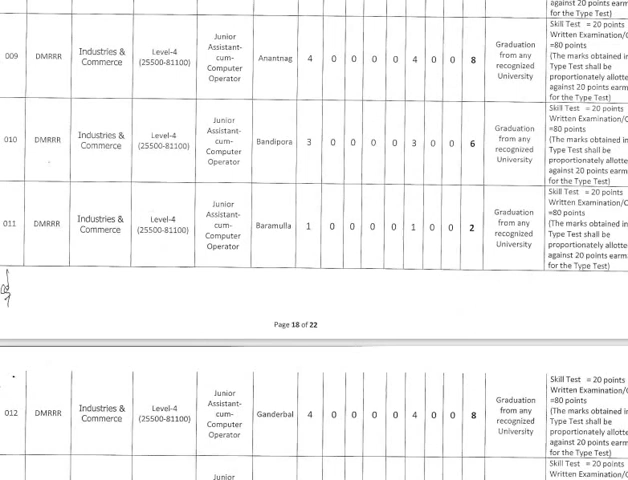 against 20 points earm
for the Type Test)
009 DMRRR Industries & Commerce Level-4 (25500-81100) Junior Assistant-cum-Computer Operator Anantnag 4 0 0 0 0 4 0 0 8 Graduation from any recognized University Skill Test = 20 points
Written Examination/C
=80 points
(The marks obtained in
Type Test shall be
proportionately allotte
against 20 points earm
for the Type Test)
010 DMRRR Industries & Commerce Level-4 (25500-81100) Junior Assistant-cum-Computer Operator Bandipora 3 0 0 0 0 3 0 0 6 Graduation from any recognized University Skill Test = 20 points
Written Examination/C
=80 points
(The marks obtained in
Type Test shall be
proportionately allotte
against 20 points earm
for the Type Test)
011 DMRRR Industries & Commerce Level-4 (25500-81100) Junior Assistant-cum-Computer Operator Baramulla 1 0 0 0 0 1 0 0 2 Graduation from any recognized University Skill Test = 20 points
Written Examination/C
=80 points
(The marks obtained in
Type Test shall be
proportionately allotte
against 20 points earm
for the Type Test)
Page 18 of 22
012 DMRRR Industries & Commerce Level-4 (25500-81100) Junior Assistant-cum-Computer Operator Ganderbal 4 0 0 0 0 4 0 0 8 Graduation from any recognized University Skill Test = 20 points
Written Examination/C
=80 points
(The marks obtained in
Type Test shall be
proportionately allotte
against 20 points earm
for the Type Test)
Junior Skill Test = 20 points
Written Examination/C